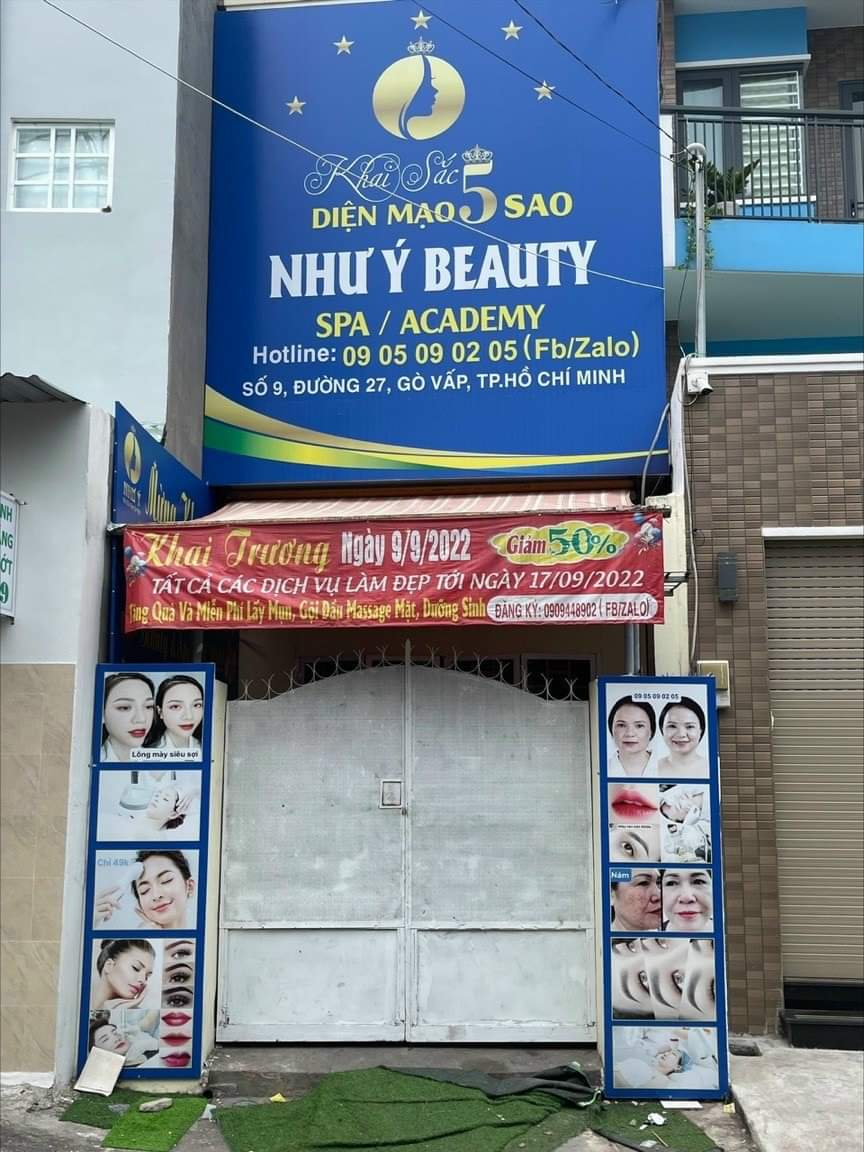 Khai Sắc
DIỆN MẠO 5 SAO
NHƯ Ý BEAUTY
SPA / ACADEMY
Hotline: 09 05 09 02 05 (Fb/Zalo)
SỐ 9, ĐƯỜNG 27, GÒ VẤP, TP.HỒ CHÍ MINH
Khai Trương Ngày 9/9/2022 Giảm 50%
TẤT CẢ CÁC DỊCH VỤ LÀM ĐẸP TỚI NGÀY 17/09/2022
Tặng Quà Và Miễn Phí Lấy Mụn, Gội Đầu Massage Mặt, Dưỡng Sinh ĐĂNG KÝ: 0909448902 ( FB/ZALO)
Lông mày siêu sợi
Chỉ 49k
09 05 09 02 05
Nám